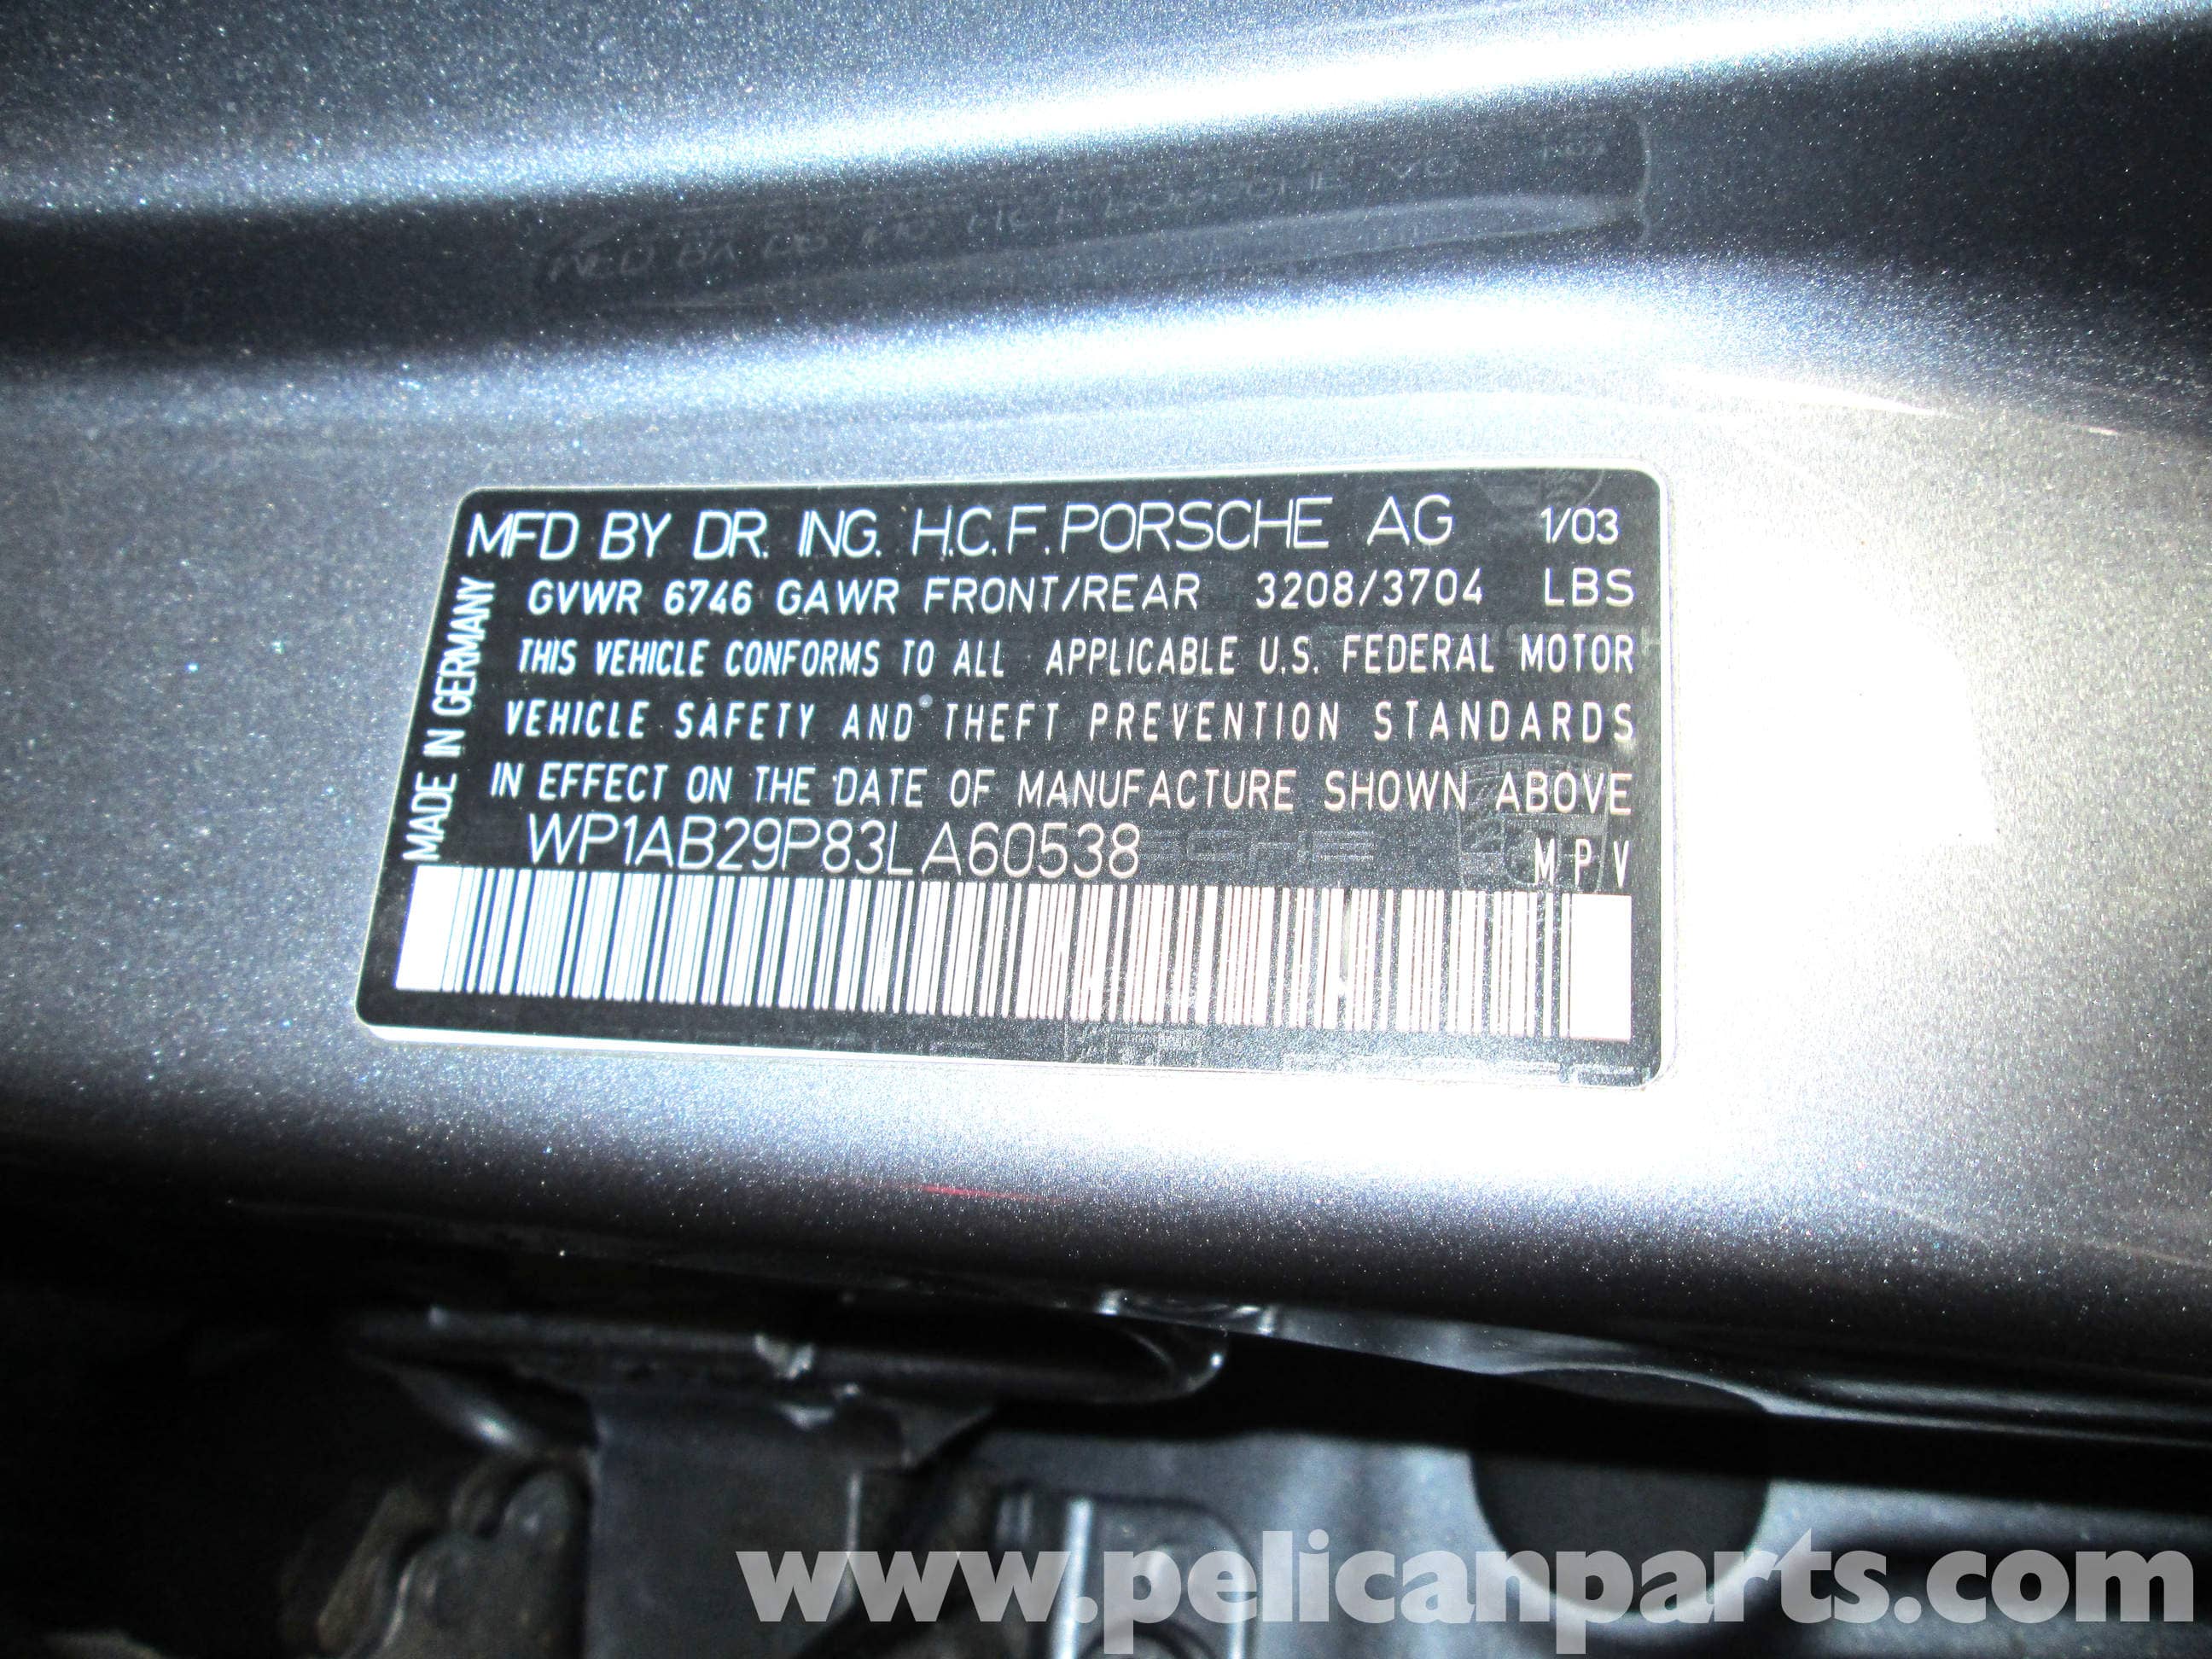 MFD BY DR. ING. H.C.F. PORSCHE AG 1/03
GVWR 6746 GAWR FRONT/REAR 3208/3704 LBS
THIS VEHICLE CONFORMS TO ALL APPLICABLE U.S. FEDERAL MOTOR
VEHICLE SAFETY AND THEFT PREVENTION STANDARDS
IN EFFECT ON THE DATE OF MANUFACTURE SHOWN ABOVE
WP1AB29P83LA60538 MPV
MADE IN GERMANY
www.pelicanparts.com